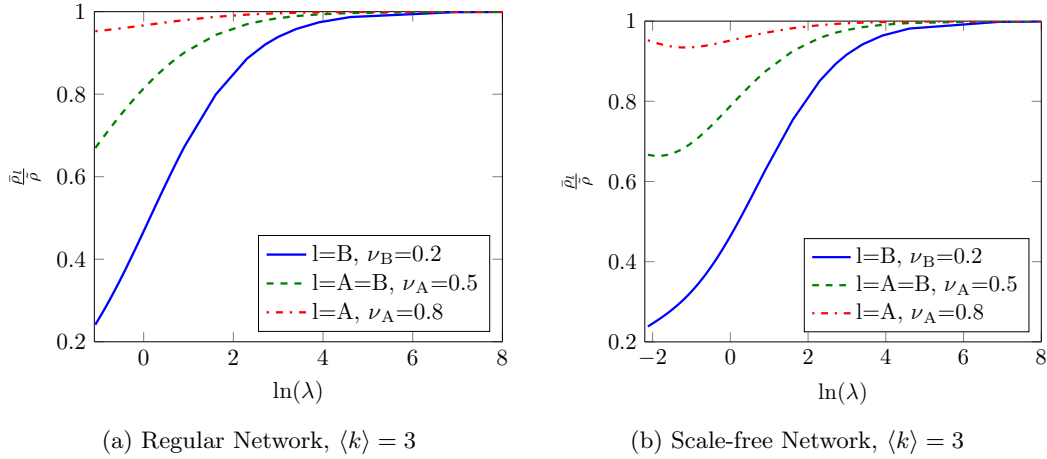 1
0.8
0.6
0.4
0.2
ρ̄ₗ/ρ̄
0 2 4 6 8
ln(λ)
l=B, ν_B=0.2
l=A=B, ν_A=0.5
l=A, ν_A=0.8
(a) Regular Network, ⟨k⟩ = 3
1
0.8
0.6
0.4
0.2
ρ̄ₗ/ρ̄
−2 0 2 4 6 8
ln(λ)
l=B, ν_B=0.2
l=A=B, ν_A=0.5
l=A, ν_A=0.8
(b) Scale-free Network, ⟨k⟩ = 3